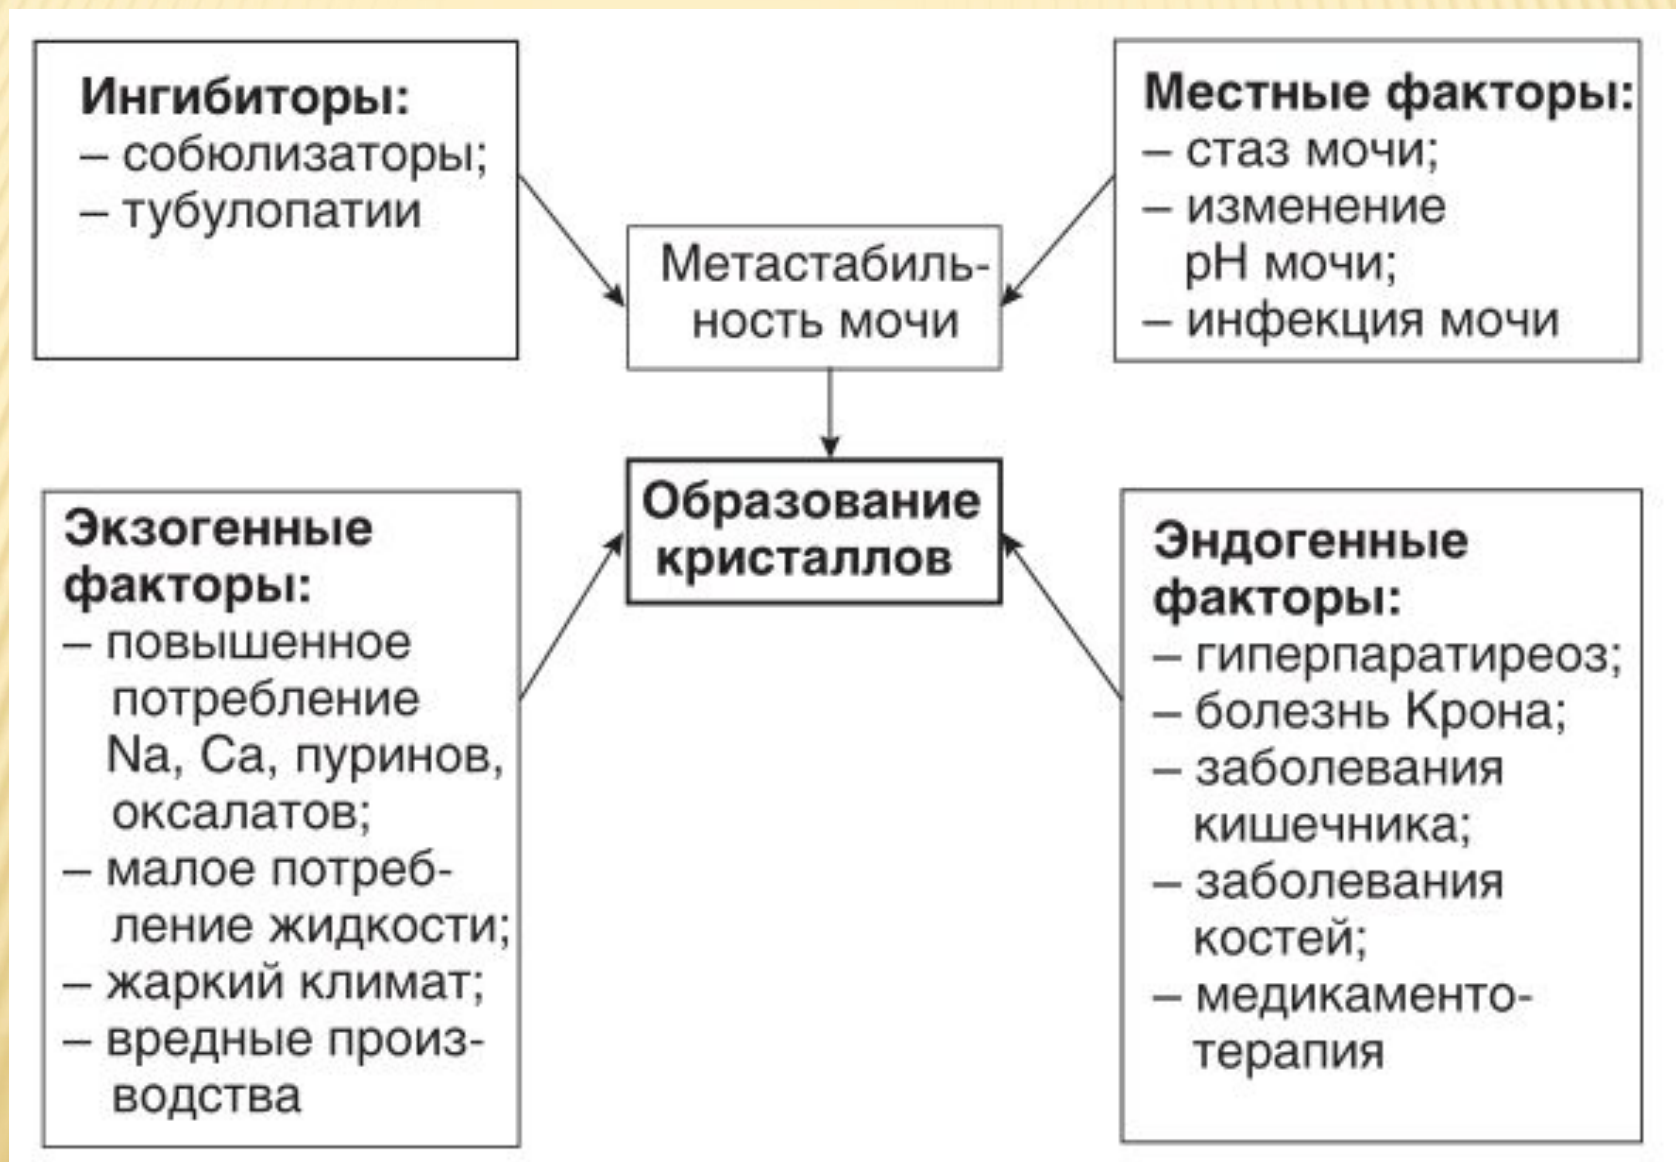 Ингибиторы:
– собюлизаторы;
– тубулопатии
Местные факторы:
– стаз мочи;
– изменение
pH мочи;
– инфекция мочи
Метастабиль-
ность мочи
Образование
кристаллов
Экзогенные
факторы:
– повышенное
потребление
Na, Ca, пуринов,
оксалатов;
– малое потреб-
ление жидкости;
– жаркий климат;
– вредные произ-
водства
Эндогенные
факторы:
– гиперпаратиреоз;
– болезнь Крона;
– заболевания
кишечника;
– заболевания
костей;
– медикаменто-
терапия